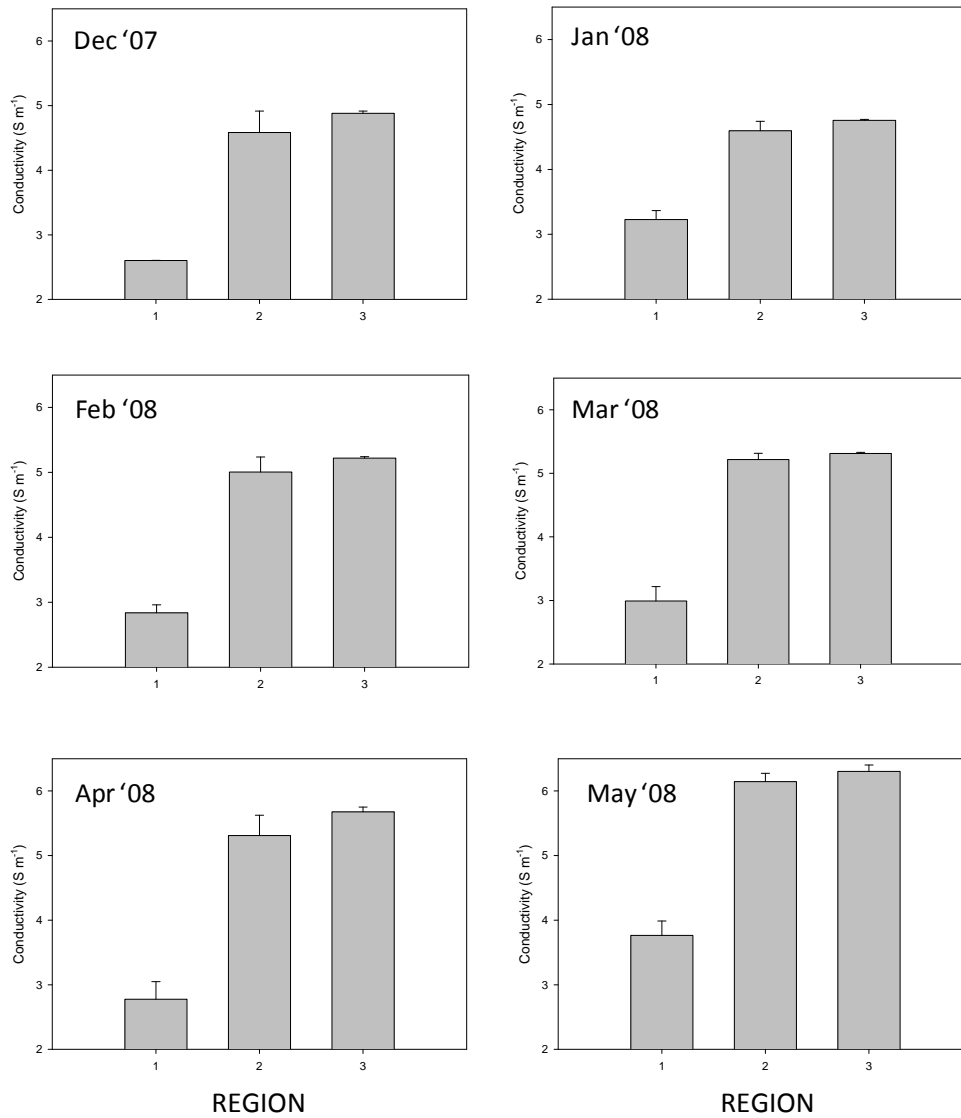 Dec ‘07
Conductivity (S m-1)
6
5
4
3
2
1 2 3
Jan ‘08
Conductivity (S m-1)
6
5
4
3
2
1 2 3
Feb ‘08
Conductivity (S m-1)
6
5
4
3
2
1 2 3
Mar ‘08
Conductivity (S m-1)
6
5
4
3
2
1 2 3
Apr ‘08
Conductivity (S m-1)
6
5
4
3
2
1 2 3
REGION
May ‘08
Conductivity (S m-1)
6
5
4
3
2
1 2 3
REGION